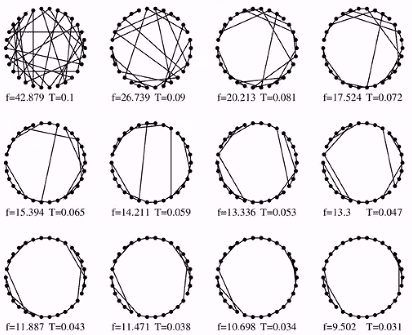 f=42.879 T=0.1 f=26.739 T=0.09 f=20.213 T=0.081 f=17.524 T=0.072
f=15.394 T=0.065 f=14.211 T=0.059 f=13.336 T=0.053 f=13.3 T=0.047
f=11.887 T=0.043 f=11.471 T=0.038 f=10.698 T=0.034 f=9.502 T=0.031